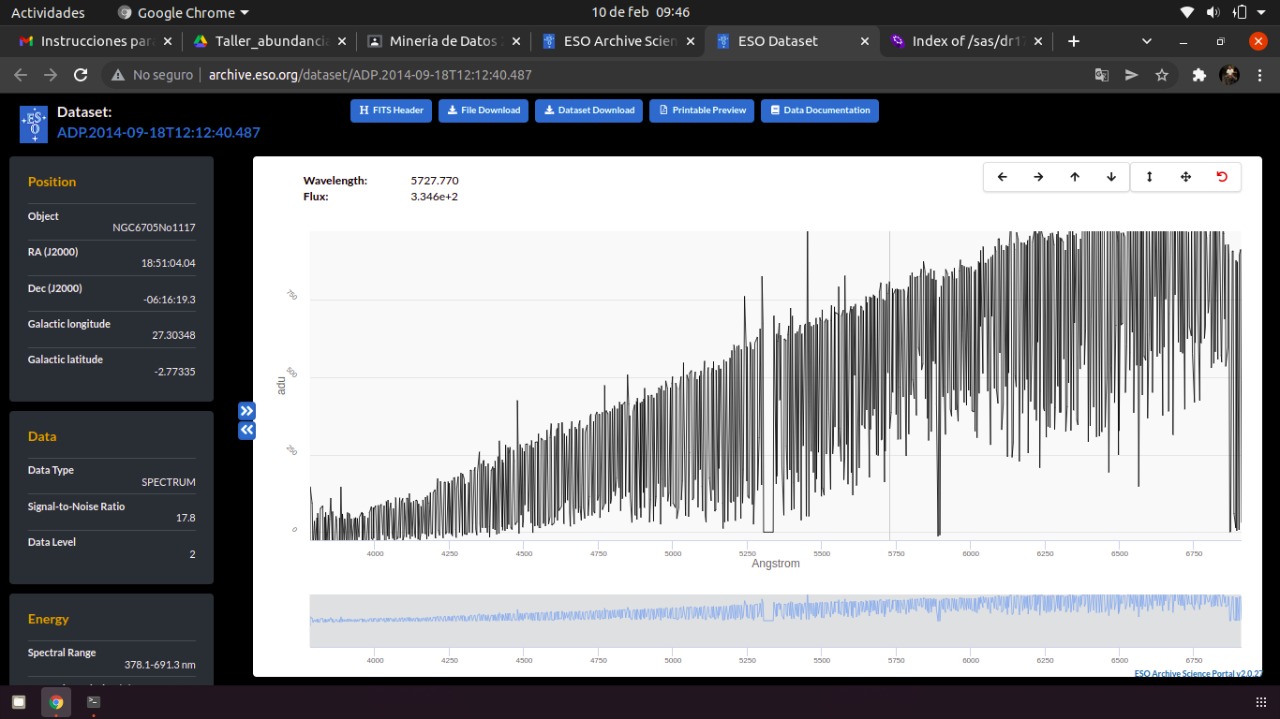 Actividades
Google Chrome
10 de feb 09:46
Instrucciones par
Taller_abundancia
Minería de Datos
ESO Archive Scien
ESO Dataset
Index of /sas/dr17
No seguro
archive.eso.org/dataset/ADP.2014-09-18T12:12:40.487
ESO
Dataset:
ADP.2014-09-18T12:12:40.487
H FITS Header
File Download
Dataset Download
Printable Preview
Data Documentation
Position
Object
NGC6705No1117
RA (J2000)
18:51:04.04
Dec (J2000)
-06:16:19.3
Galactic longitude
27.30348
Galactic latitude
-2.77335
Data
Data Type
SPECTRUM
Signal-to-Noise Ratio
17.8
Data Level
2
Energy
Spectral Range
378.1-691.3 nm
Wavelength: 5727.770
Flux: 3.346e+2
750
500
250
0
adu
4000 4250 4500 4750 5000 5250 5500 5750 6000 6250 6500 6750
Angstrom
4000 4250 4500 4750 5000 5250 5500 5750 6000 6250 6500 6750
ESO Archive Science Portal v2.0.27